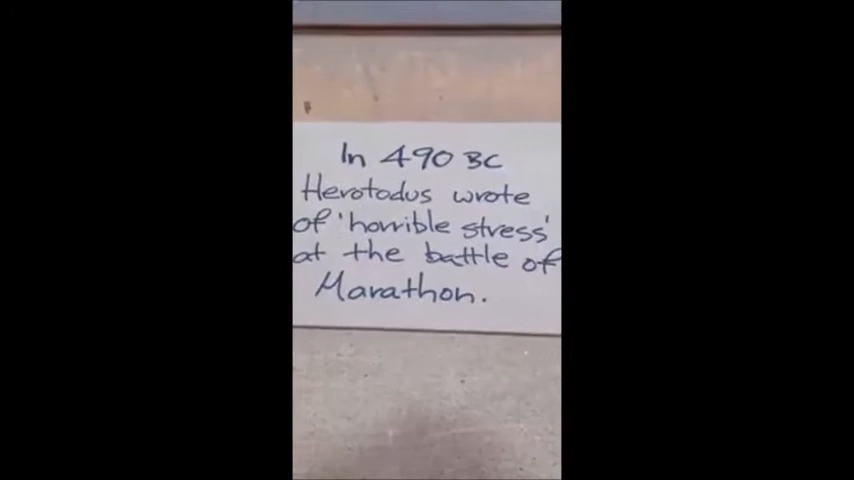 In 490 BC
Herotodus wrote
of 'horrible stress'
at the battle of
Marathon.